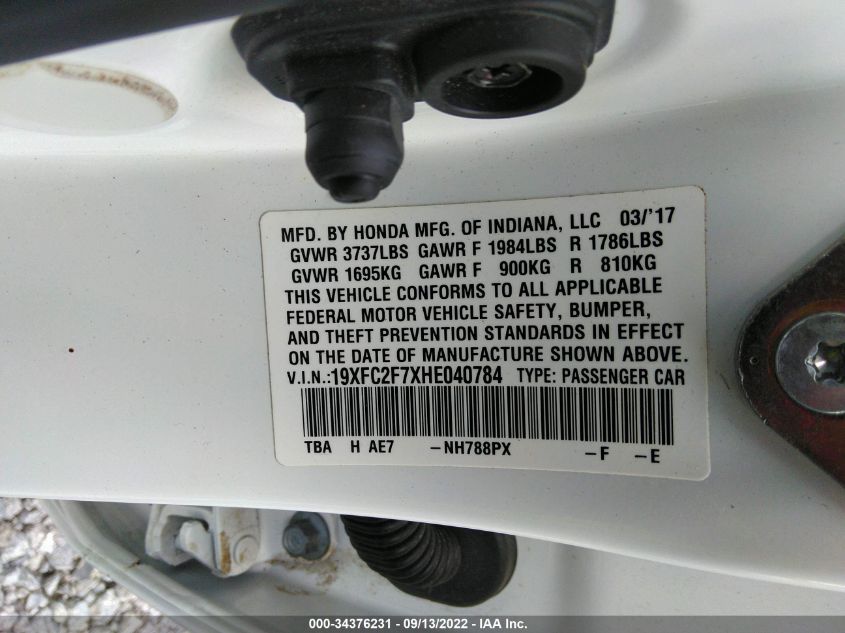 MFD. BY HONDA MFG. OF INDIANA, LLC 03/'17
GVWR 3737LBS GAWR F 1984LBS R 1786LBS
GVWR 1695KG GAWR F 900KG R 810KG
THIS VEHICLE CONFORMS TO ALL APPLICABLE
FEDERAL MOTOR VEHICLE SAFETY, BUMPER,
AND THEFT PREVENTION STANDARDS IN EFFECT
ON THE DATE OF MANUFACTURE SHOWN ABOVE.
V.I.N.:19XFC2F7XHE040784 TYPE: PASSENGER CAR
TBA H AE7 -NH788PX -F -E
000-34376231 - 09/13/2022 - IAA Inc.